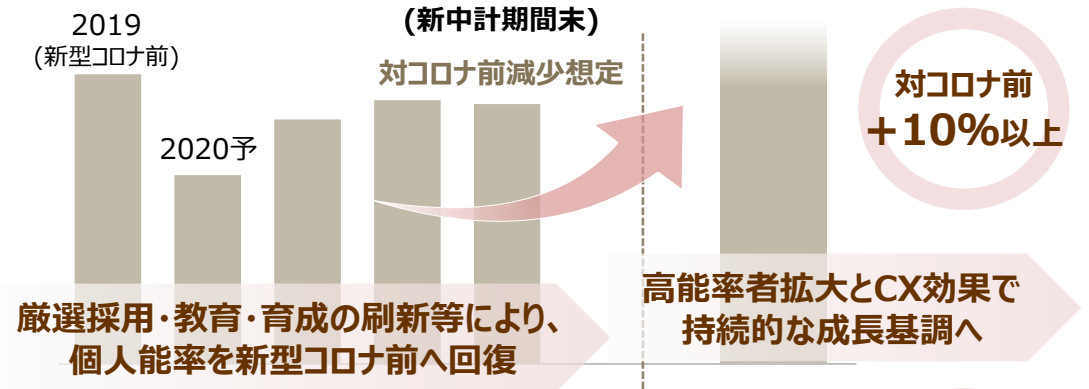 2019
(新型コロナ前)
2020予
(新中計期間末)
対コロナ前減少想定
対コロナ前
+10%以上
厳選採用・教育・育成の刷新等により、
個人能率を新型コロナ前へ回復
高能率者拡大とCX効果で
持続的な成長基調へ